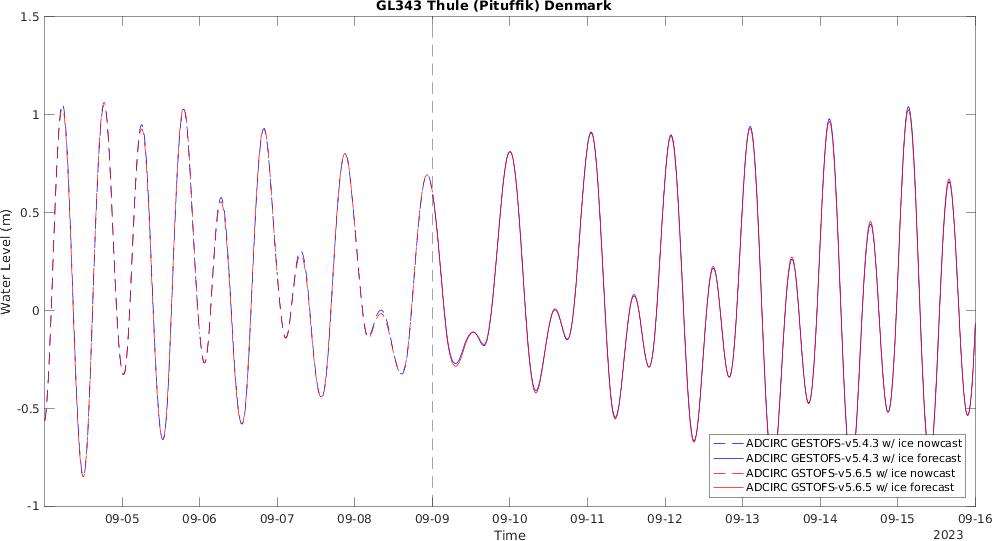 GL343 Thule (Pituffik) Denmark
1.5
1
0.5
0
-0.5
-1
Water Level (m)
ADCIRC GESTOFS-v5.4.3 w/ ice nowcast
ADCIRC GESTOFS-v5.4.3 w/ ice forecast
ADCIRC GSTOFS-v5.6.5 w/ ice nowcast
ADCIRC GSTOFS-v5.6.5 w/ ice forecast
09-05 09-06 09-07 09-08 09-09 09-10 09-11 09-12 09-13 09-14 09-15 09-16
Time
2023